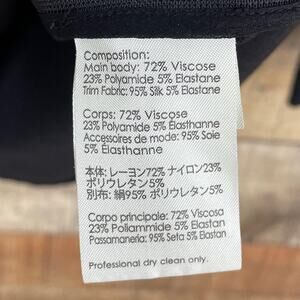 Composition:
Main body: 72% Viscose
23% Polyamide 5% Elastane
Trim Fabric: 95% Silk 5% Elastane
Corps: 72% Viscose
23% Polyamide 5% Elasthanne
Accessoires de mode: 95% Soie
5% Elasthanne
本体: レーヨン72% ナイロン23%
ポリウレタン5%
別布: 絹95% ポリウレタン5%
Corpo principale: 72% Viscosa
23% Poliammide 5% Elastan
Passamaneria: 95% Seta 5% Elastan
Professional dry clean only.